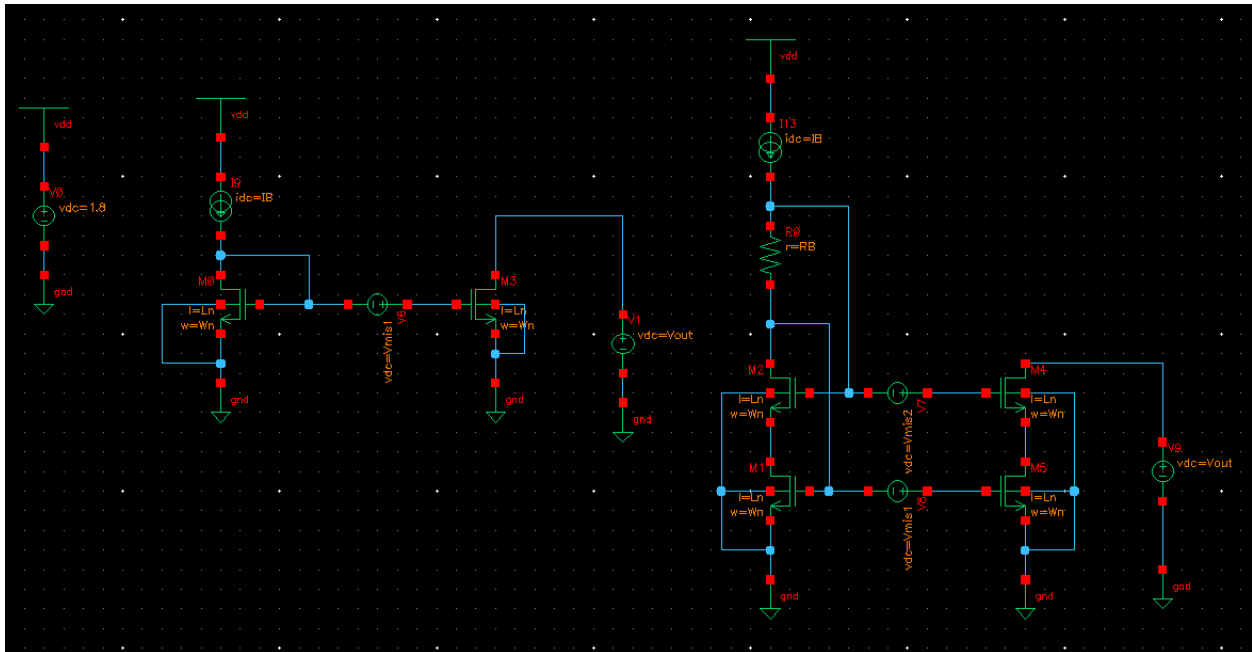 vdd
V0
vdc=1.8
gnd
vdd
I9
idc=IB
M0
l=Ln
w=Wn
gnd
V6
vdc=Vmis1
M3
l=Ln
w=Wn
gnd
V1
vdc=Vout
gnd
vdd
I13
idc=IB
R0
r=RB
M2
l=Ln
w=Wn
M1
l=Ln
w=Wn
gnd
V7
vdc=Vmis2
V8
vdc=Vmis1
M4
l=Ln
w=Wn
M5
l=Ln
w=Wn
gnd
V9
vdc=Vout
gnd